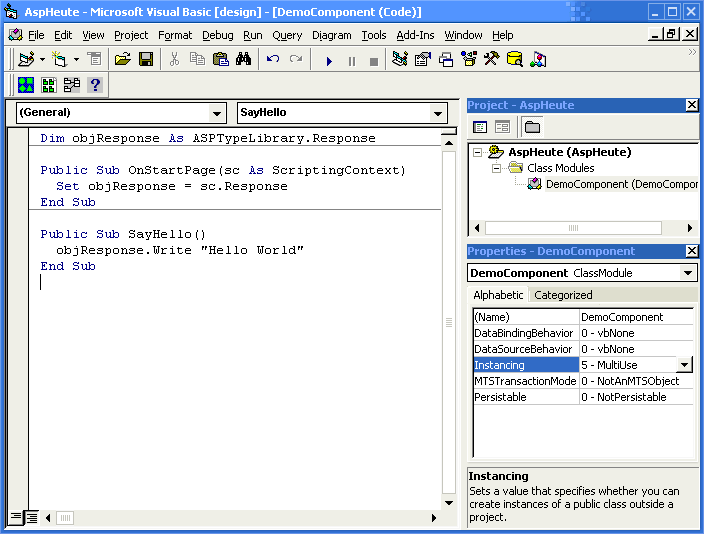 AspHeute - Microsoft Visual Basic [design] - [DemoComponent (Code)]
File Edit View Project Format Debug Run Query Diagram Tools Add-Ins Window Help
(General) SayHello
Dim objResponse As ASPTypeLibrary.Response
Public Sub OnStartPage(sc As ScriptingContext)
Set objResponse = sc.Response
End Sub
Public Sub SayHello()
objResponse.Write "Hello World"
End Sub
Project - AspHeute
AspHeute (AspHeute)
Class Modules
DemoComponent (DemoCompor
Properties - DemoComponent
DemoComponent ClassModule
Alphabetic Categorized
(Name) DemoComponent
DataBindingBehavior 0 - vbNone
DataSourceBehavior 0 - vbNone
Instancing 5 - MultiUse
MTSTransactionMode 0 - NotAnMTSObject
Persistable 0 - NotPersistable
Instancing
Sets a value that specifies whether you can
create instances of a public class outside a
project.